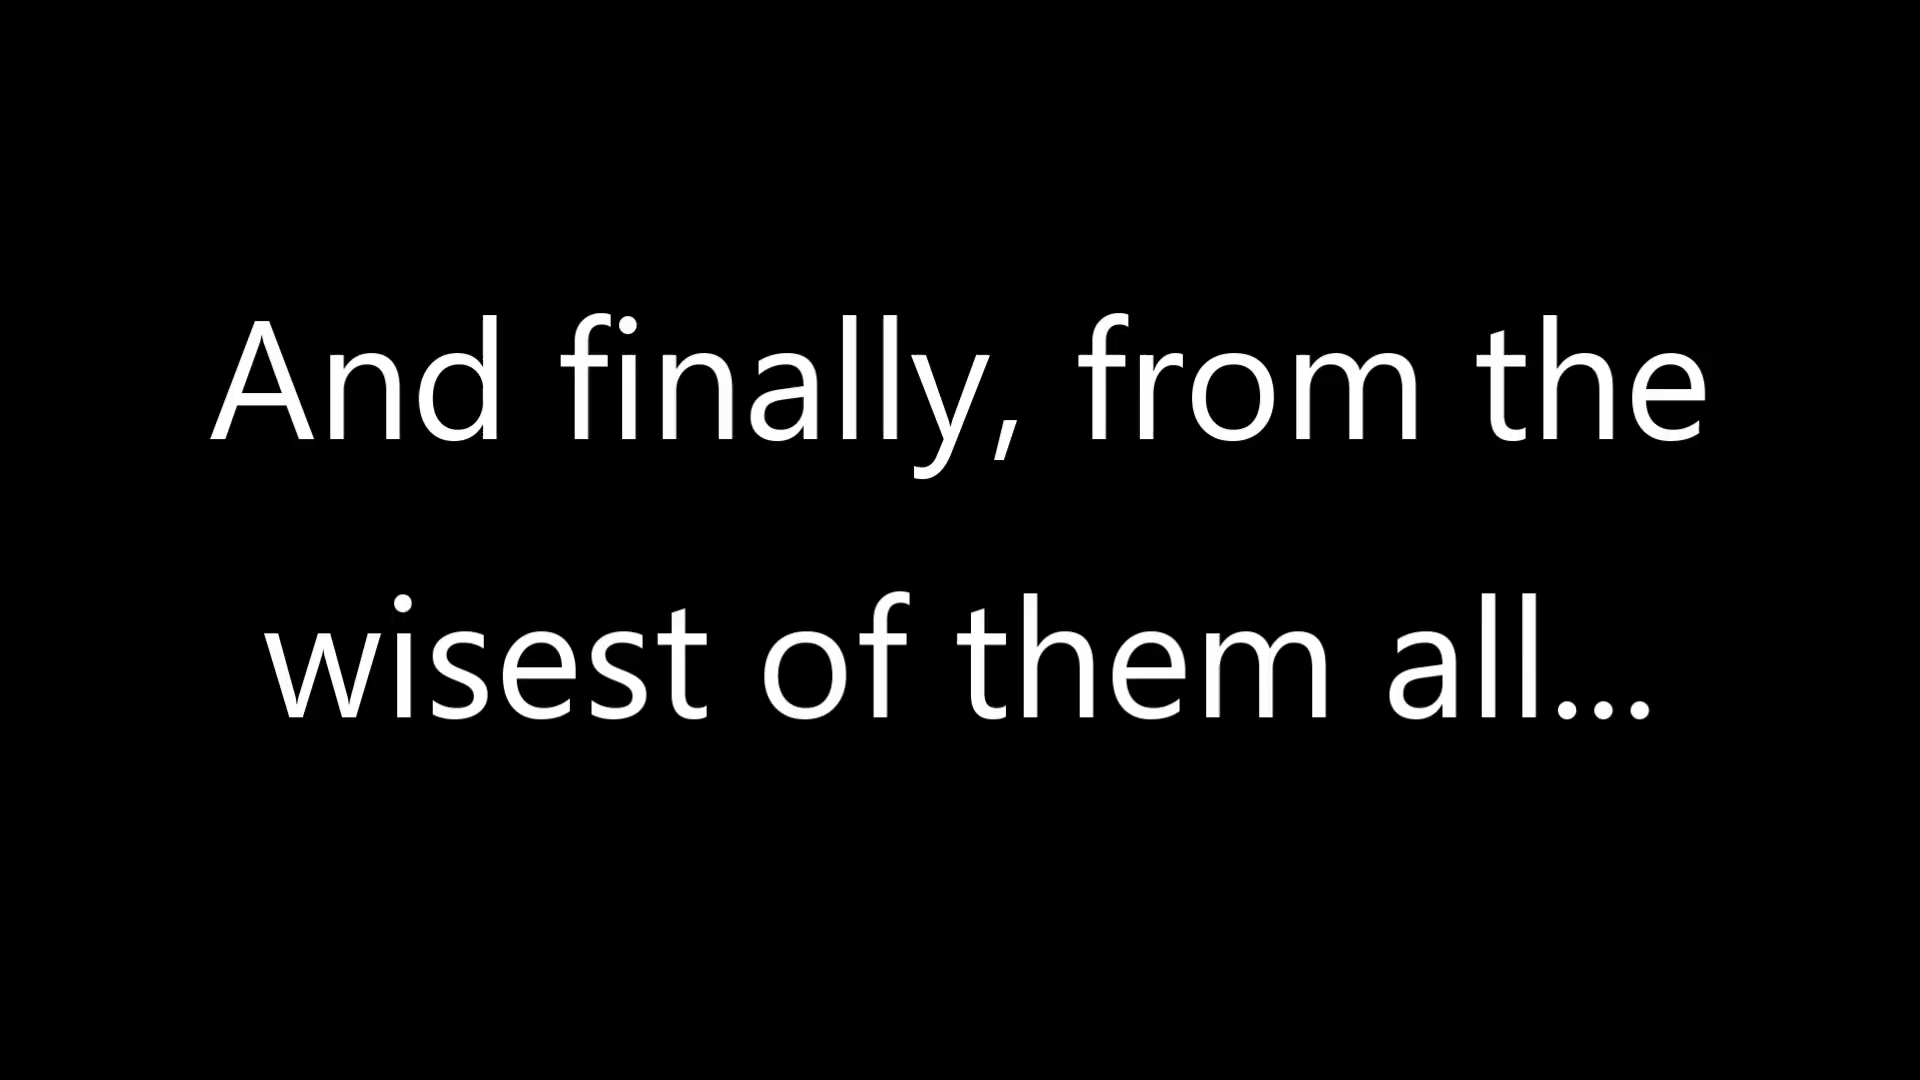 And finally, from the
wisest of them all...